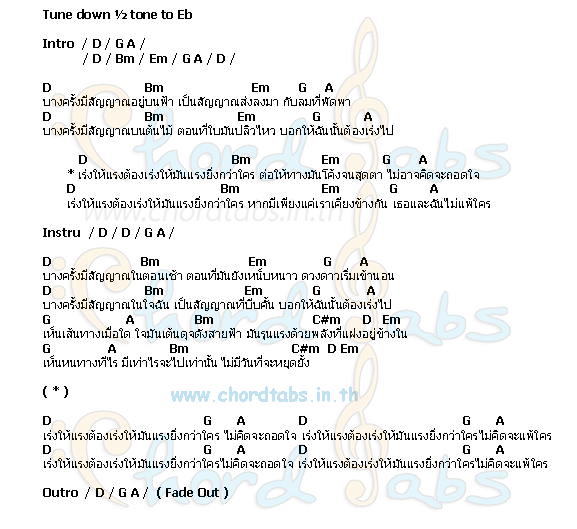 Tune down ½ tone to Eb
Intro / D / G A /
/ D / Bm / Em / G A / D /
D Bm Em G A
บางครั้งมีสัญญาณอยู่บนฟ้า เป็นสัญญาณส่งลงมา กับลมที่พัดพา
D Bm Em G A
บางครั้งมีสัญญาณบนต้นไม้ ตอนที่ใบมันปลิวไหว บอกให้ฉันนั้นต้องเร่งไป
D Bm Em G A
* เร่งให้แรงต้องเร่งให้มันแรงยิ่งกว่าใคร ต่อให้ทางมันโค้งจนสุดตา ไม่อาจคิดจะถอดใจ
D Bm Em G A
เร่งให้แรงต้องเร่งให้มันแรงยิ่งกว่าใคร หากมีเพียงแค่เราเคียงข้างกัน เธอและฉันไม่แพ้ใคร
www.chordtabs.in.th
Instru / D / D / G A /
D Bm Em G A
บางครั้งมีสัญญาณในตอนเช้า ตอนที่มันยังเหน็บหนาว ดวงดาวเริ่มเข้านอน
D Bm Em G A
บางครั้งมีสัญญาณในใจฉัน เป็นสัญญาณที่บีบคั้น บอกให้ฉันนั้นต้องเร่งไป
G A Bm C#m D Em
เห็นเส้นทางเมื่อใด ใจมันเต้นดุจดังสายฟ้า มันรุนแรงด้วยพลังที่แฝงอยู่ข้างใน
G A Bm C#m D Em
เห็นหนทางทีไร มีเท่าไรจะไปเท่านั้น ไม่มีวันที่จะหยุดยั้ง
( * )
www.chordtabs.in.th
D G A D G A
เร่งให้แรงต้องเร่งให้มันแรงยิ่งกว่าใคร ไม่คิดจะถอดใจ เร่งให้แรงต้องเร่งให้มันแรงยิ่งกว่าใครไม่คิดจะแพ้ใคร
D G A D G A
เร่งให้แรงต้องเร่งให้มันแรงยิ่งกว่าใครไม่คิดจะถอดใจ เร่งให้แรงต้องเร่งให้มันแรงยิ่งกว่าใครไม่คิดจะแพ้ใคร
Outro / D / G A / ( Fade Out )